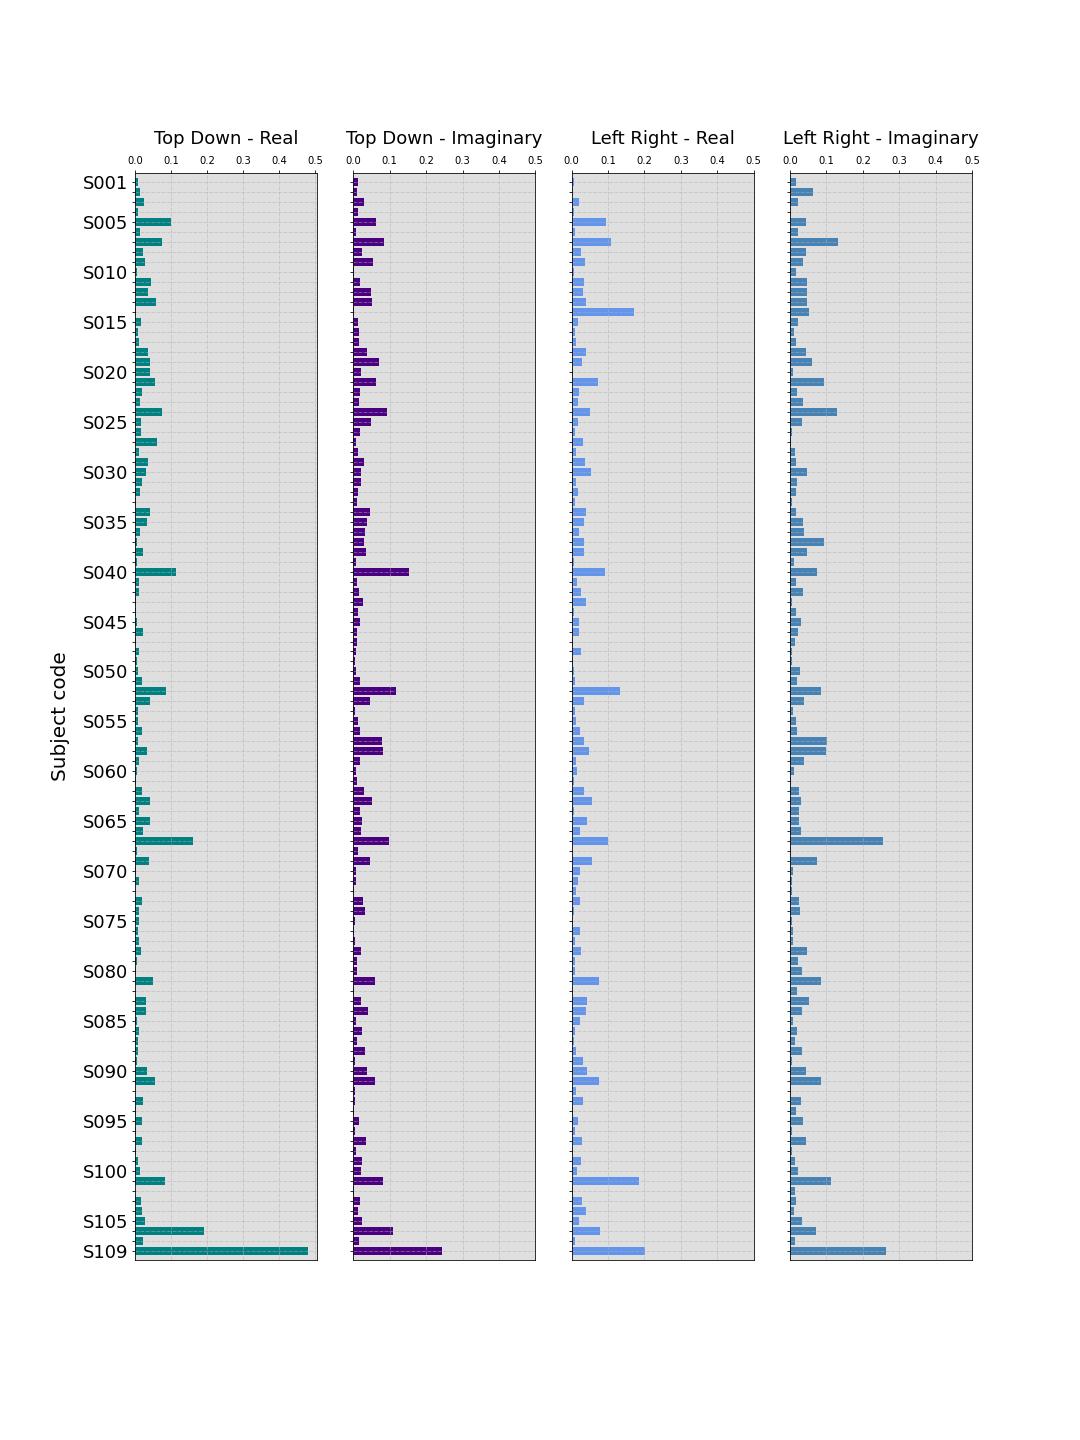 Top Down - Real
Top Down - Imaginary
Left Right - Real
Left Right - Imaginary
0.0 0.1 0.2 0.3 0.4 0.5
0.0 0.1 0.2 0.3 0.4 0.5
0.0 0.1 0.2 0.3 0.4 0.5
0.0 0.1 0.2 0.3 0.4 0.5
Subject code
S001
S005
S010
S015
S020
S025
S030
S035
S040
S045
S050
S055
S060
S065
S070
S075
S080
S085
S090
S095
S100
S105
S109